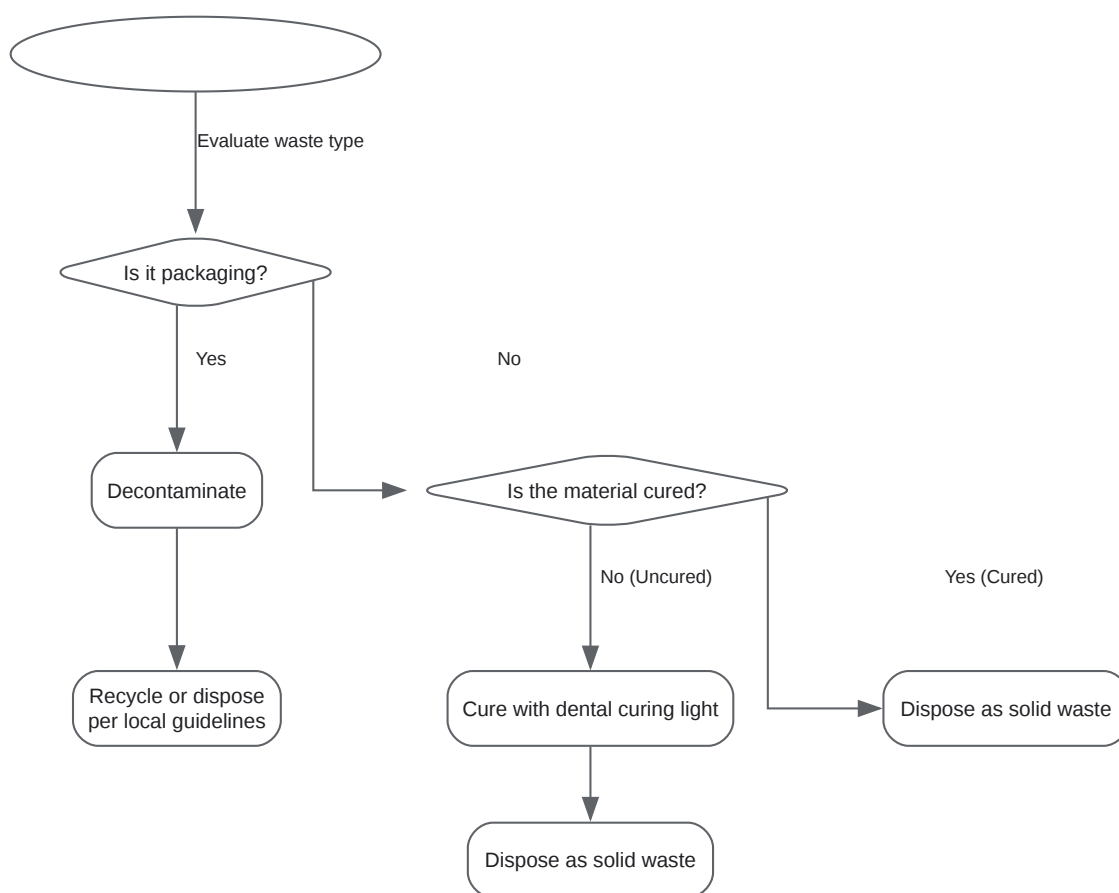 Evaluate waste type
Is it packaging?
Yes
No
Decontaminate
Is the material cured?
No (Uncured)
Yes (Cured)
Recycle or dispose
per local guidelines
Cure with dental curing light
Dispose as solid waste
Dispose as solid waste